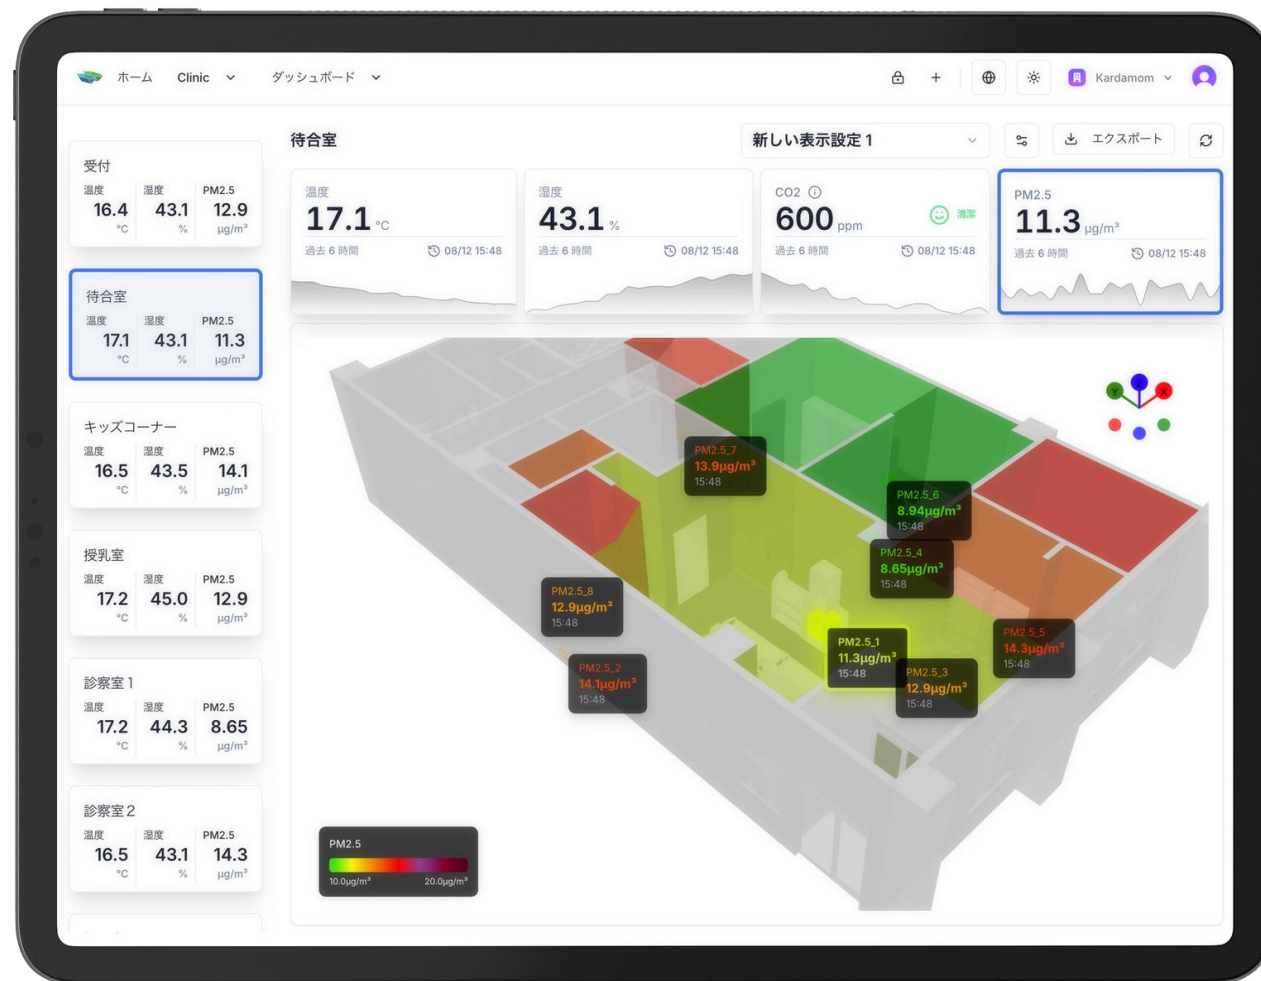 ホーム Clinic ダッシュボード Kardamom
受付
温度 湿度 PM2.5
16.4 43.1 12.9
°C % µg/m³
待合室
温度 湿度 PM2.5
17.1 43.1 11.3
°C % µg/m³
キッズコーナー
温度 湿度 PM2.5
16.5 43.5 14.1
°C % µg/m³
授乳室
温度 湿度 PM2.5
17.2 45.0 12.9
°C % µg/m³
診察室1
温度 湿度 PM2.5
17.2 44.3 8.65
°C % µg/m³
診察室2
温度 湿度 PM2.5
16.5 43.1 14.3
°C % µg/m³
待合室 新しい表示設定1 エクスポート
温度
17.1 °C
過去 6 時間 08/12 15:48
湿度
43.1 %
過去 6 時間 08/12 15:48
CO2
600 ppm 清潔
過去 6 時間 08/12 15:48
PM2.5
11.3 µg/m³
過去 6 時間 08/12 15:48
Y Z X
PM2.5_7
13.9µg/m³
15:48
PM2.5_6
8.94µg/m³
15:48
PM2.5_4
8.65µg/m³
15:48
PM2.5_8
12.9µg/m³
15:48
PM2.5_5
14.3µg/m³
15:48
PM2.5_1
11.3µg/m³
15:48
PM2.5_2
14.1µg/m³
15:48
PM2.5_3
12.9µg/m³
15:48
PM2.5
10.0µg/m³ 20.0µg/m³